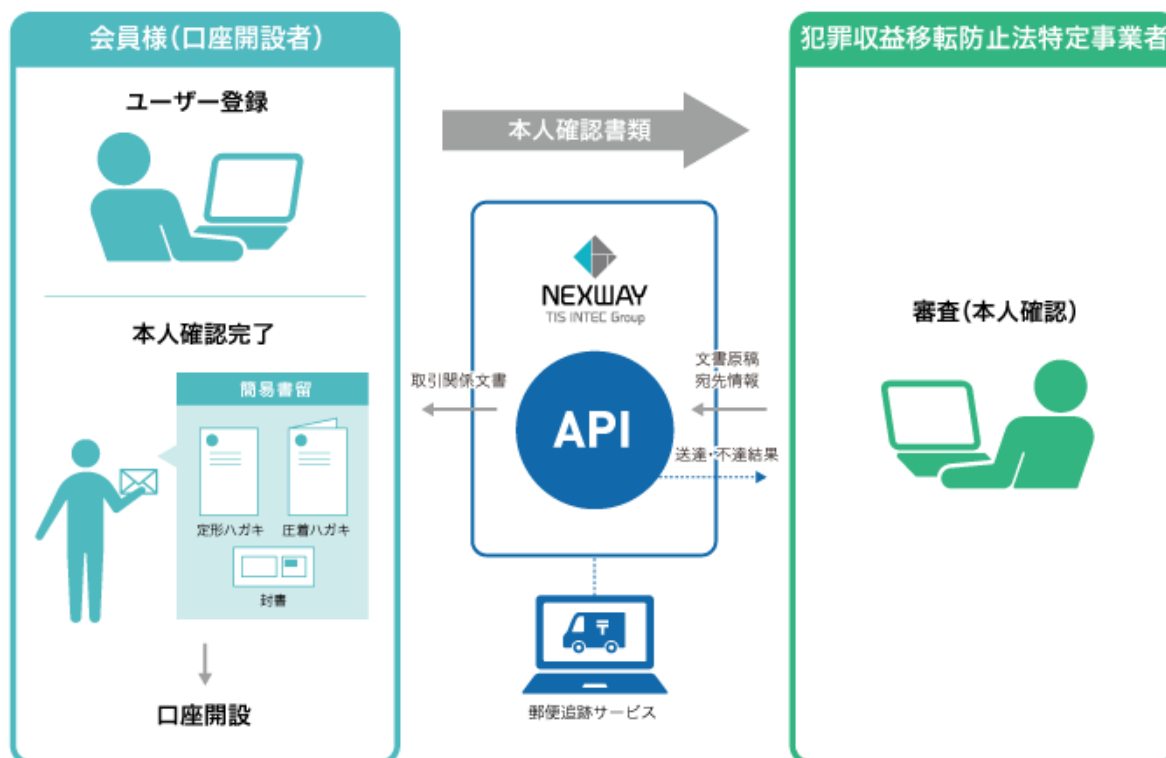 会員様(口座開設者)
ユーザー登録
本人確認完了
簡易書留
定形ハガキ
圧着ハガキ
封書
口座開設
本人確認書類
NEXWAY
TIS INTEC Group
取引関係文書
文書原稿
宛先情報
API
送達・不達結果
〒
郵便追跡サービス
犯罪収益移転防止法特定事業者
審査(本人確認)